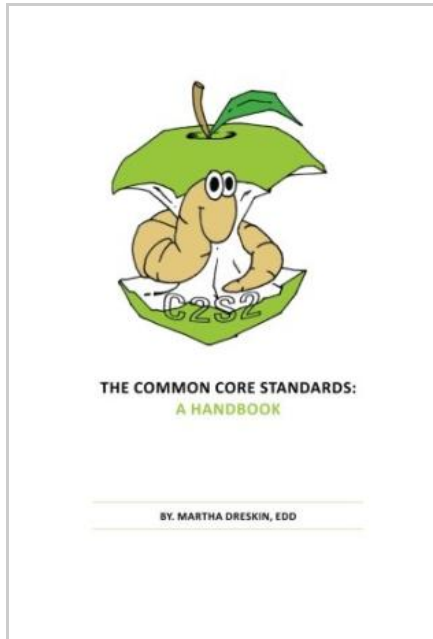 C2S2
THE COMMON CORE STANDARDS:
A HANDBOOK
BY. MARTHA DRESKIN, EDD